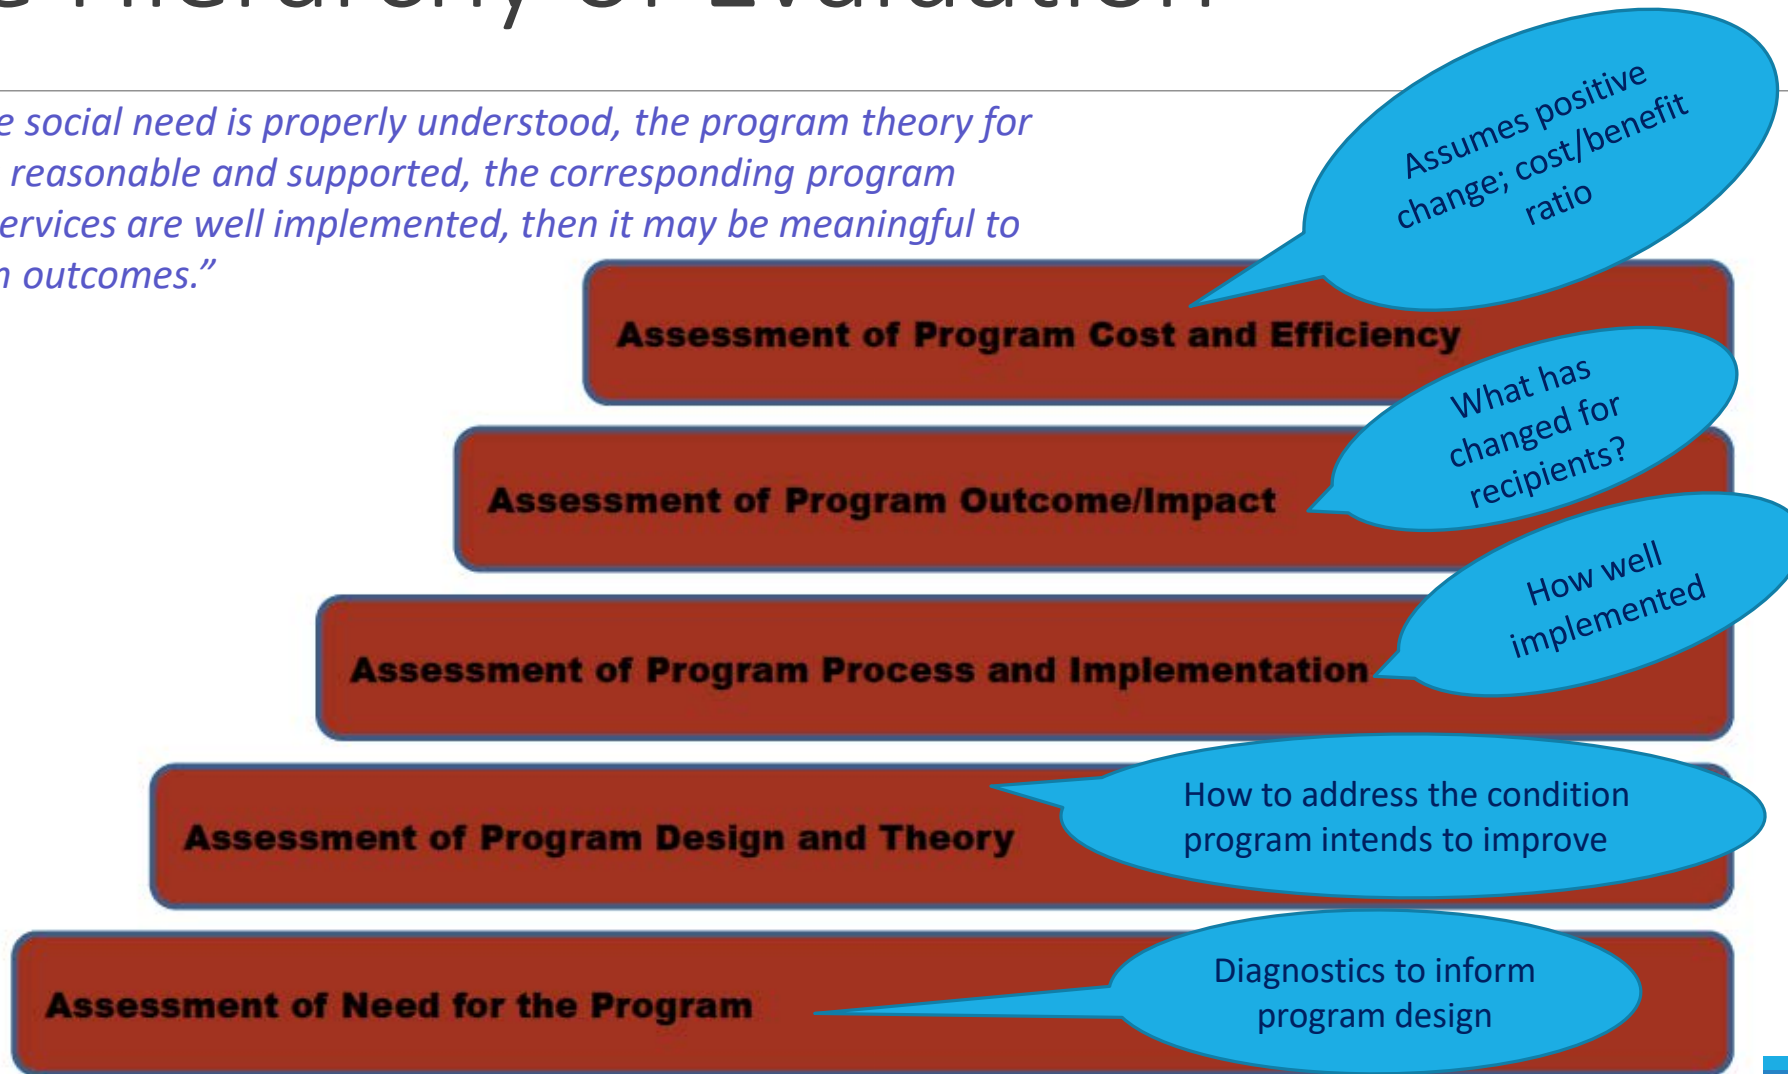 Hierarchy of Evaluation
e social need is properly understood, the program theory for
reasonable and supported, the corresponding program
ervices are well implemented, then it may be meaningful to
outcomes.”
Assumes positive
change; cost/benefit
ratio
Assessment of Program Cost and Efficiency
What has
changed for
recipients?
Assessment of Program Outcome/Impact
How well
implemented
Assessment of Program Process and Implementation
How to address the condition
program intends to improve
Assessment of Program Design and Theory
Diagnostics to inform
program design
Assessment of Need for the Program